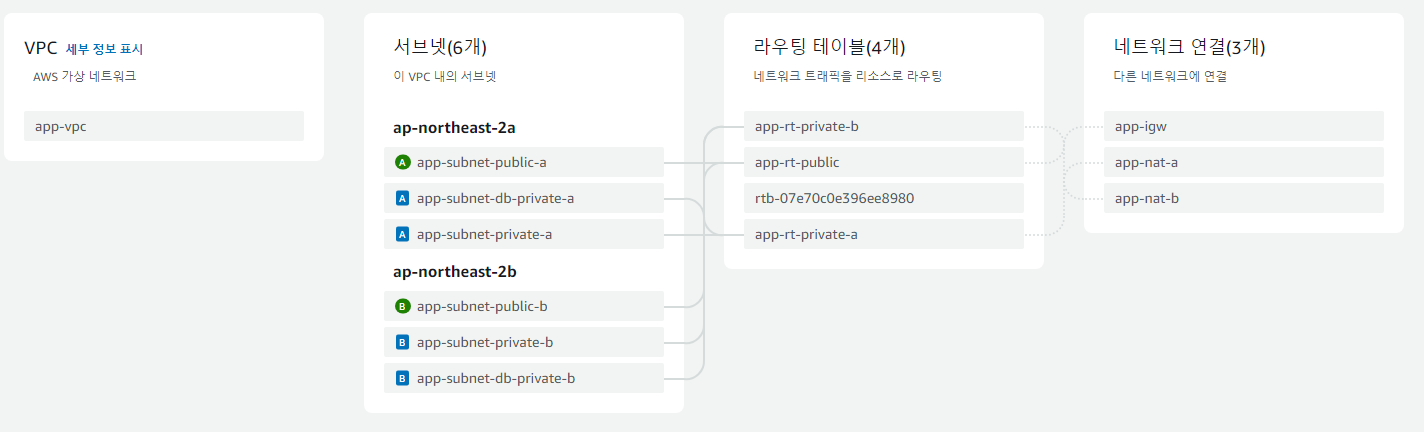 VPC 세부 정보 표시
AWS 가상 네트워크
app-vpc
서브넷(6개)
이 VPC 내의 서브넷
ap-northeast-2a
A app-subnet-public-a
A app-subnet-db-private-a
A app-subnet-private-a
ap-northeast-2b
B app-subnet-public-b
B app-subnet-private-b
B app-subnet-db-private-b
라우팅 테이블(4개)
네트워크 트래픽을 리소스로 라우팅
app-rt-private-b
app-rt-public
rtb-07e70c0e396ee8980
app-rt-private-a
네트워크 연결(3개)
다른 네트워크에 연결
app-igw
app-nat-a
app-nat-b